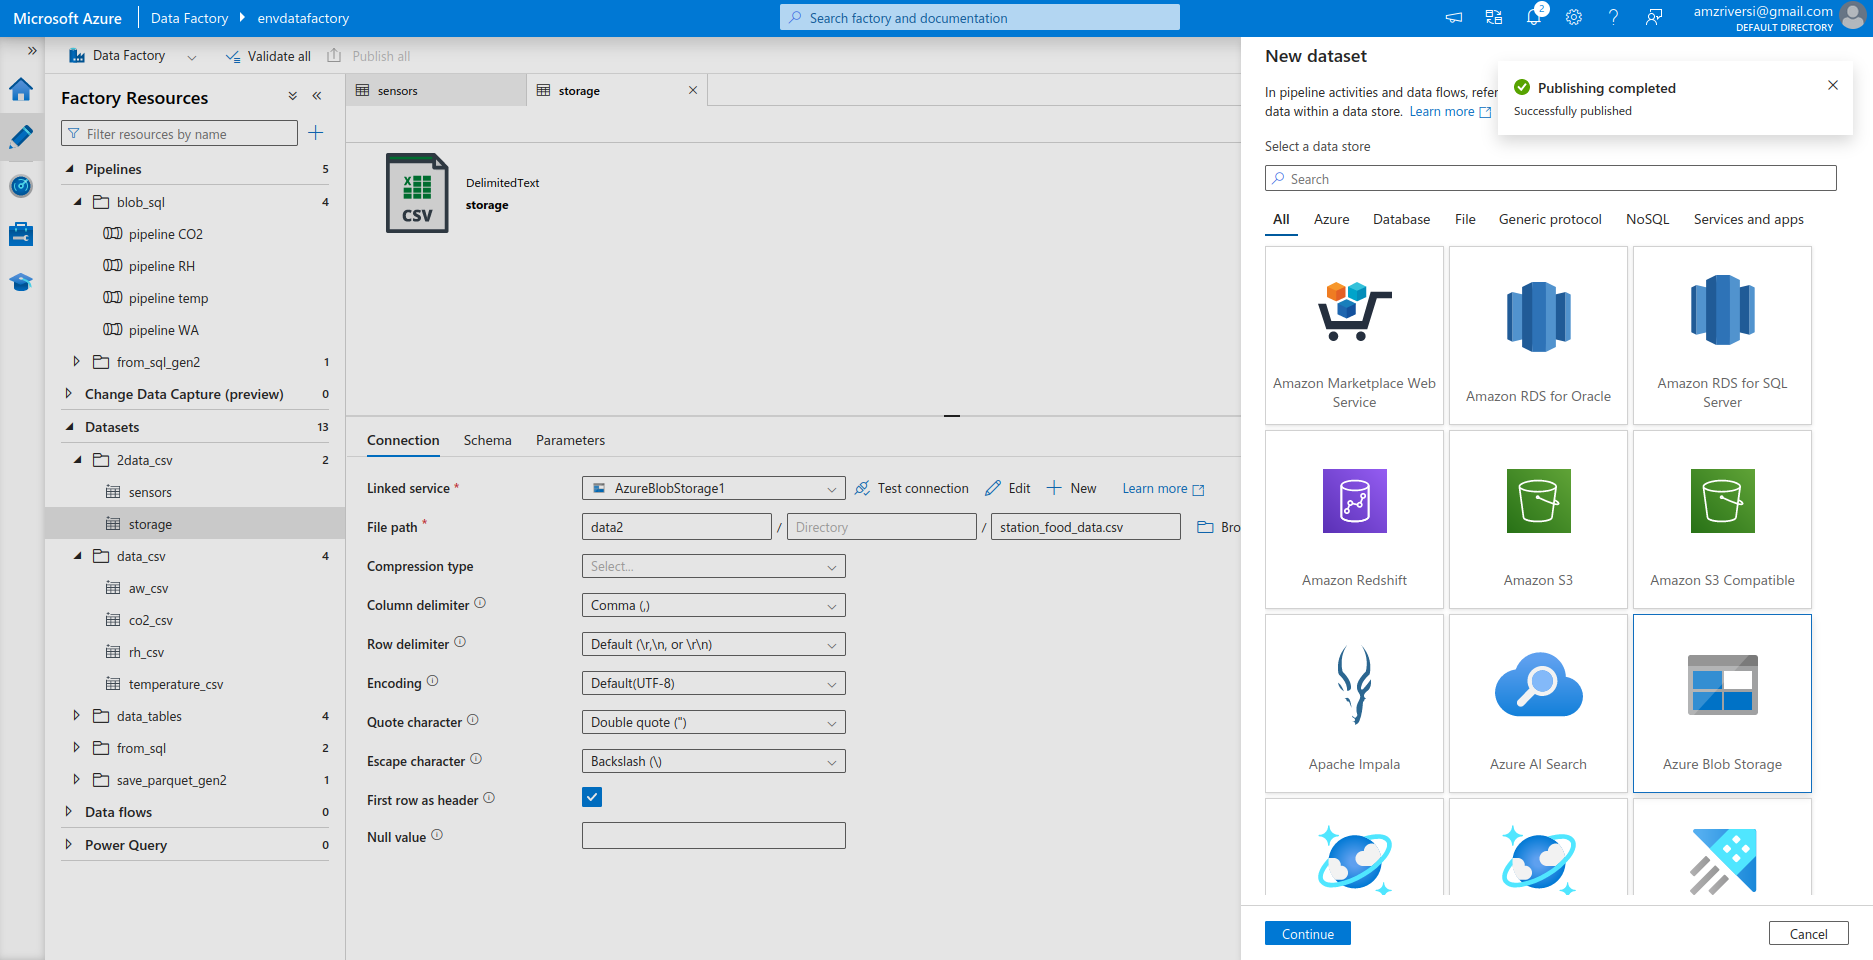 Microsoft Azure
Data Factory
envdatafactory
Search factory and documentation
2
amzriversi@gmail.com
DEFAULT DIRECTORY
Data Factory
Validate all
Publish all
Factory Resources
Filter resources by name
Pipelines 5
blob_sql 4
pipeline CO2
pipeline RH
pipeline temp
pipeline WA
from_sql_gen2 1
Change Data Capture (preview) 0
Datasets 13
2data_csv 2
sensors
storage
data_csv 4
aw_csv
co2_csv
rh_csv
temperature_csv
data_tables 4
from_sql 2
save_parquet_gen2 1
Data flows 0
Power Query 0
sensors
storage
CSV
DelimitedText
storage
Connection Schema Parameters
Linked service * AzureBlobStorage1 Test connection Edit New Learn more
File path * data2 / Directory / station_food_data.csv Bro
Compression type Select...
Column delimiter Comma (,)
Row delimiter Default (\r,\n, or \r\n)
Encoding Default(UTF-8)
Quote character Double quote (")
Escape character Backslash (\)
First row as header
Null value
New dataset
In pipeline activities and data flows, refer
data within a data store. Learn more
Publishing completed
Successfully published
Select a data store
Search
All Azure Database File Generic protocol NoSQL Services and apps
Amazon Marketplace Web
Service
Amazon RDS for Oracle
Amazon RDS for SQL
Server
Amazon Redshift
Amazon S3
Amazon S3 Compatible
Apache Impala
Azure AI Search
Azure Blob Storage
Continue
Cancel